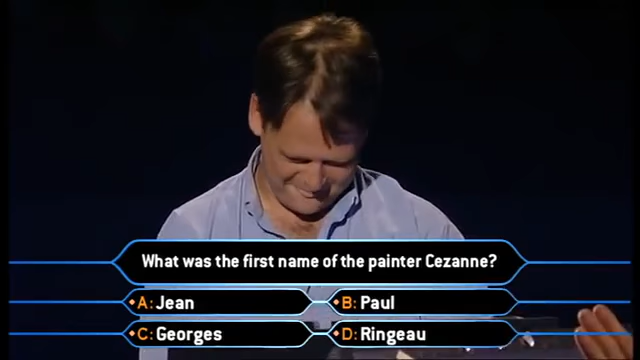 What was the first name of the painter Cezanne?
A: Jean
B: Paul
C: Georges
D: Ringeau